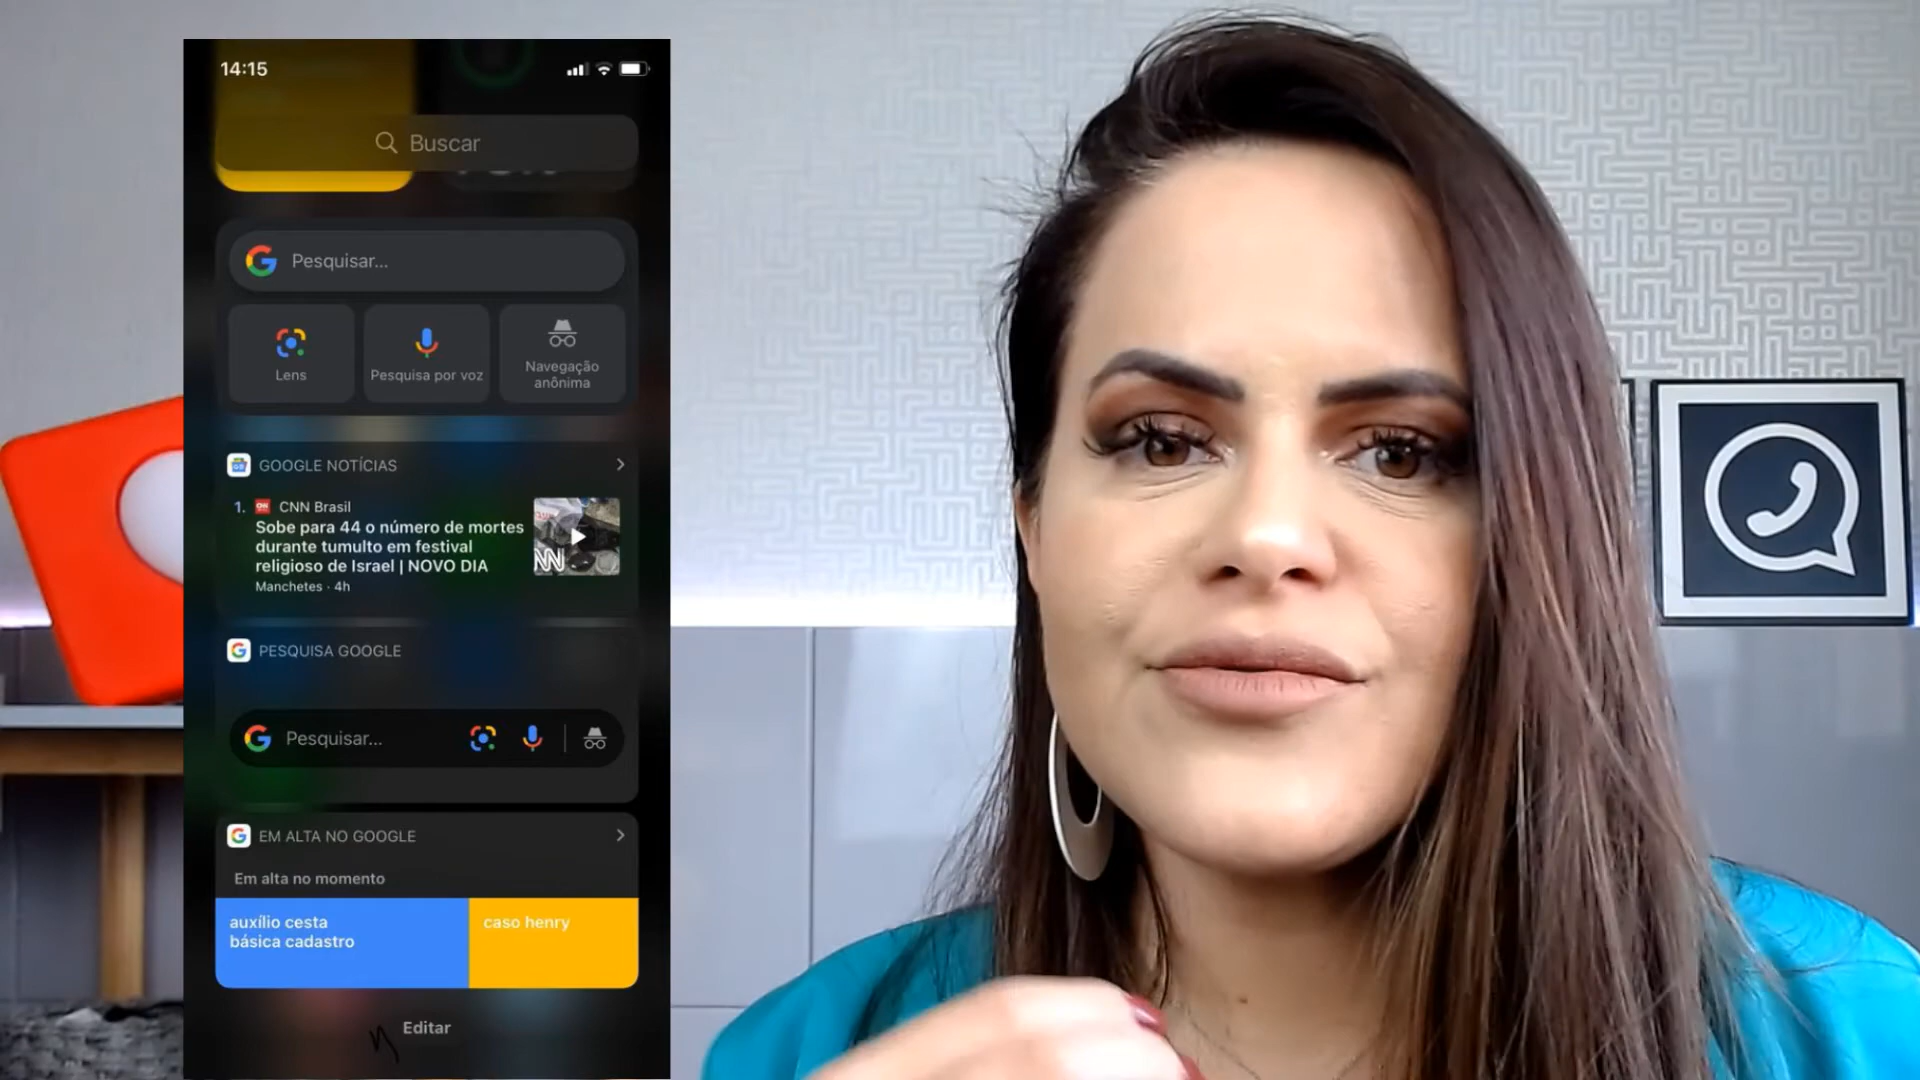 14:15
Buscar
Pesquisar...
Lens
Pesquisa por voz
Navegação
anônima
GOOGLE NOTÍCIAS
1. CNN Brasil
Sobe para 44 o número de mortes
durante tumulto em festival
religioso de Israel | NOVO DIA
Manchetes · 4h
PESQUISA GOOGLE
Pesquisar...
EM ALTA NO GOOGLE
Em alta no momento
auxílio cesta
básica cadastro
caso henry
Editar